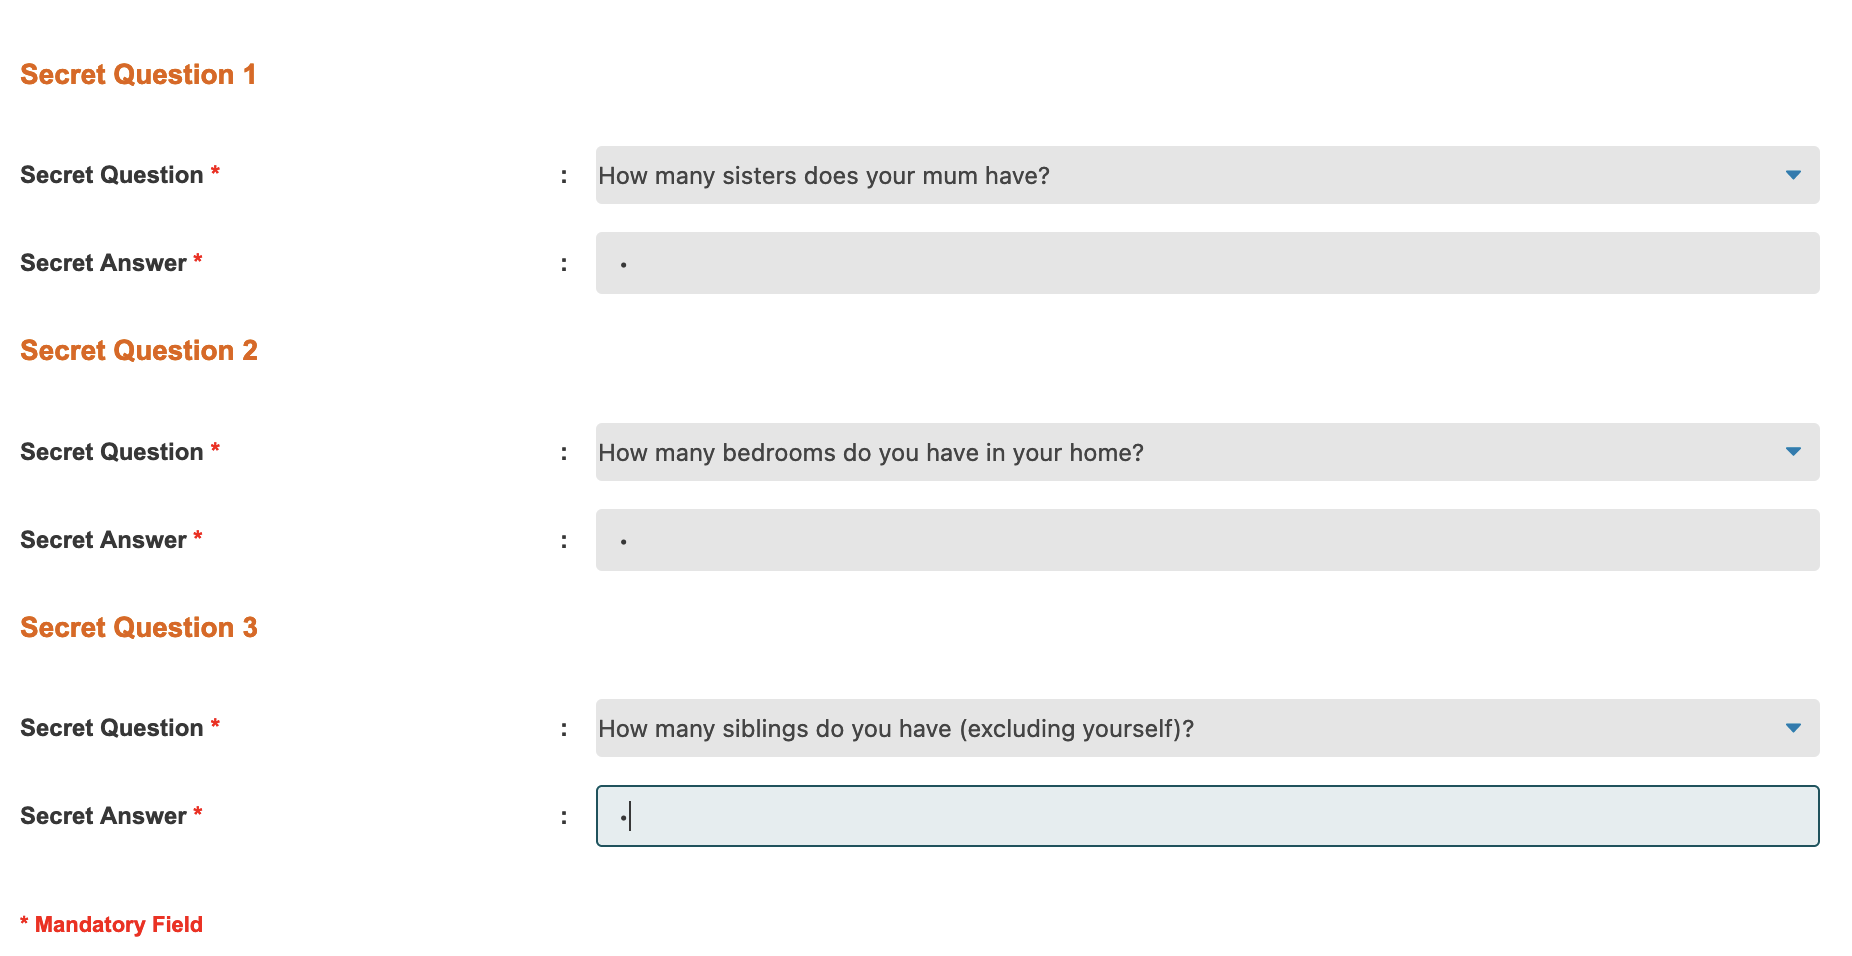 Secret Question 1
Secret Question * : How many sisters does your mum have?
Secret Answer * : •
Secret Question 2
Secret Question * : How many bedrooms do you have in your home?
Secret Answer * : •
Secret Question 3
Secret Question * : How many siblings do you have (excluding yourself)?
Secret Answer * : •
* Mandatory Field